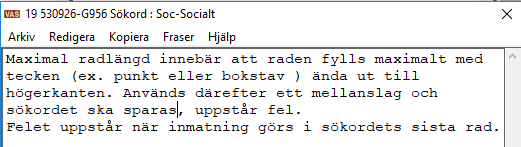 VAS 19 530926-G956 Sökord : Soc-Socialt
Arkiv Redigera Kopiera Fraser Hjälp
Maximal radlängd innebär att raden fylls maximalt med
tecken (ex. punkt eller bokstav ) ända ut till
högerkanten. Används därefter ett mellanslag och
sökordet ska sparas, uppstår fel.
Felet uppstår när inmatning görs i sökordets sista rad.